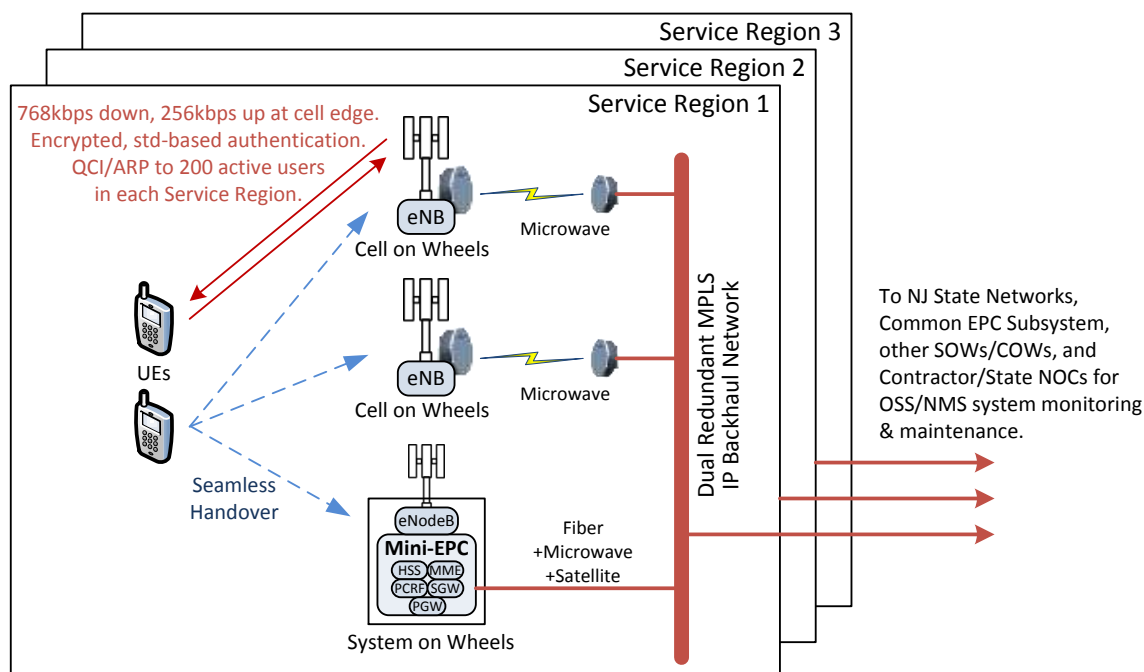 Service Region 3
Service Region 2
Service Region 1
768kbps down, 256kbps up at cell edge.
Encrypted, std-based authentication.
QCI/ARP to 200 active users
in each Service Region.
eNB
Cell on Wheels
Microwave
eNB
Cell on Wheels
Microwave
UEs
Seamless
Handover
eNodeB
Mini-EPC
HSS
MME
PCRF
SGW
PGW
System on Wheels
Fiber
+Microwave
+Satellite
Dual Redundant MPLS
IP Backhaul Network
To NJ State Networks,
Common EPC Subsystem,
other SOWs/COWs, and
Contractor/State NOCs for
OSS/NMS system monitoring
& maintenance.